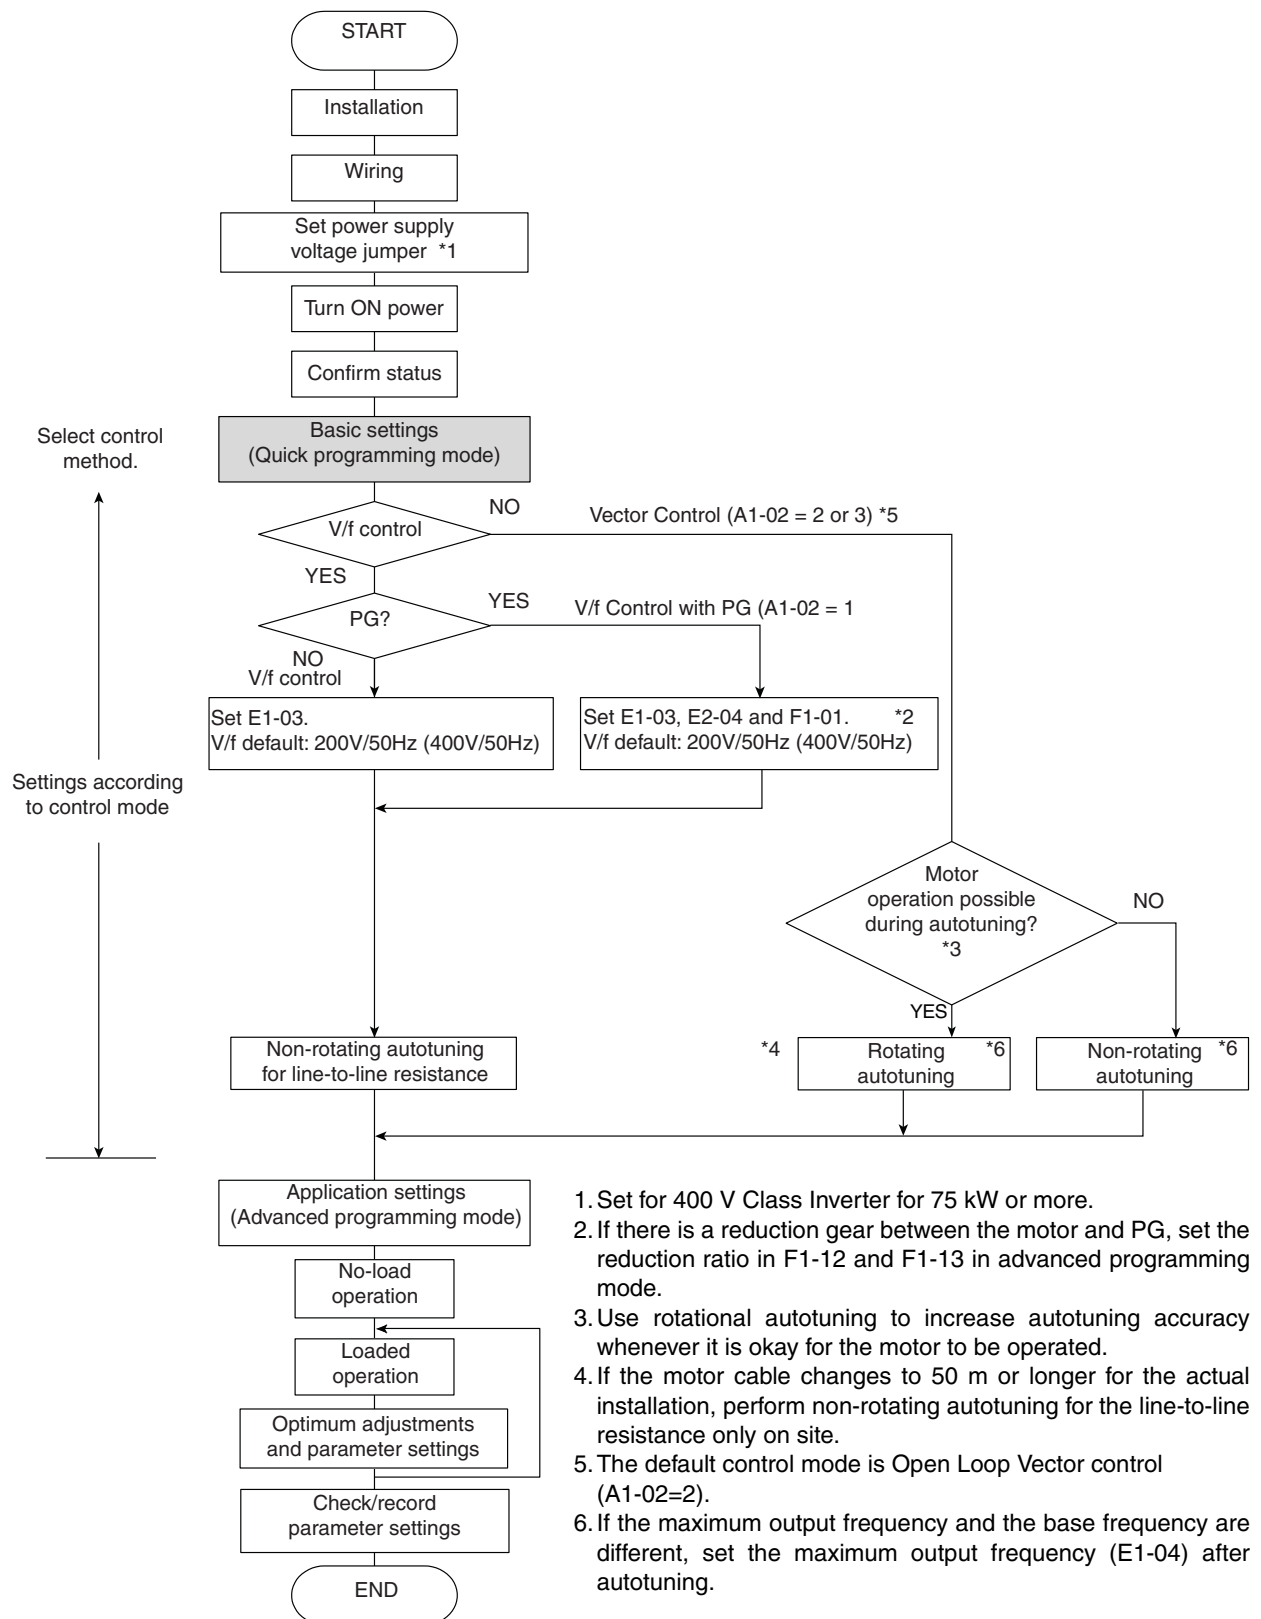 START
Installation
Wiring
Set power supply
voltage jumper *1
Turn ON power
Confirm status
Select control
method.
Basic settings
(Quick programming mode)
V/f control
NO
Vector Control (A1-02 = 2 or 3) *5
YES
PG?
YES
V/f Control with PG (A1-02 = 1
NO
V/f control
Set E1-03.
V/f default: 200V/50Hz (400V/50Hz)
Set E1-03, E2-04 and F1-01. *2
V/f default: 200V/50Hz (400V/50Hz)
Settings according
to control mode
Motor
operation possible
during autotuning?
*3
NO
YES
Non-rotating autotuning
for line-to-line resistance
*4
Rotating *6
autotuning
Non-rotating *6
autotuning
Application settings
(Advanced programming mode)
No-load
operation
Loaded
operation
Optimum adjustments
and parameter settings
Check/record
parameter settings
END
1. Set for 400 V Class Inverter for 75 kW or more.
2. If there is a reduction gear between the motor and PG, set the
reduction ratio in F1-12 and F1-13 in advanced programming
mode.
3. Use rotational autotuning to increase autotuning accuracy
whenever it is okay for the motor to be operated.
4. If the motor cable changes to 50 m or longer for the actual
installation, perform non-rotating autotuning for the line-to-line
resistance only on site.
5. The default control mode is Open Loop Vector control
(A1-02=2).
6. If the maximum output frequency and the base frequency are
different, set the maximum output frequency (E1-04) after
autotuning.